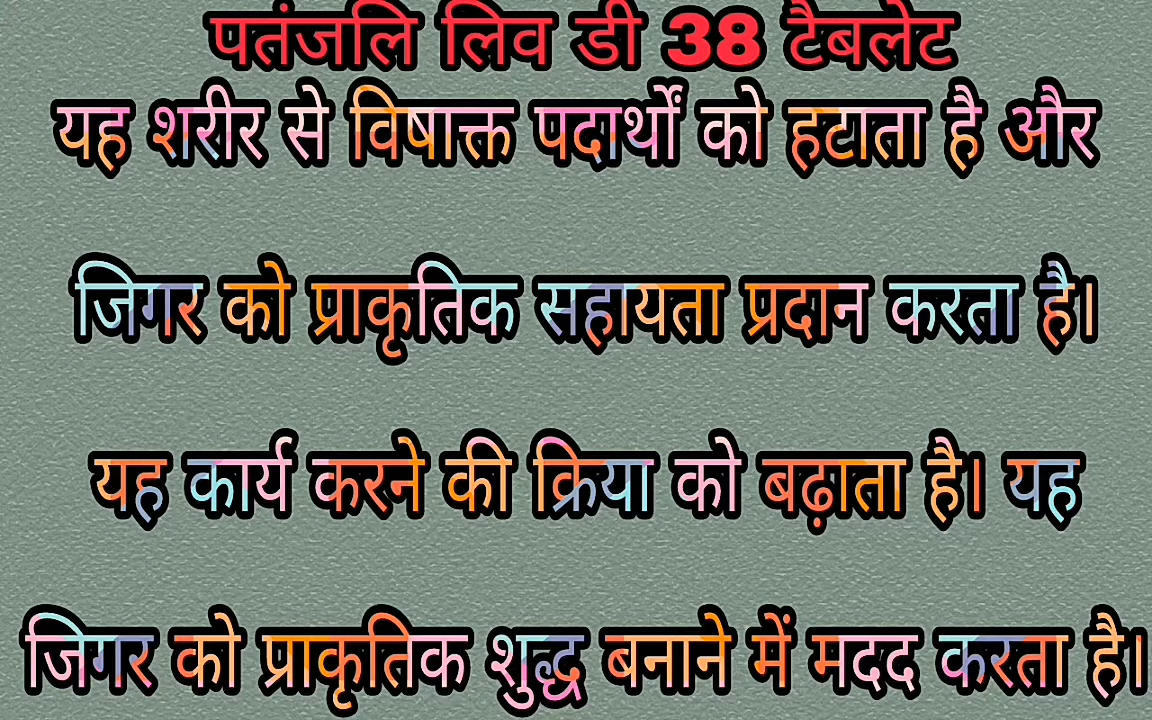 पतंजलि लिव डी 38 टैबलेट
यह शरीर से विषाक्त पदार्थों को हटाता है और
जिगर को प्राकृतिक सहायता प्रदान करता है।
यह कार्य करने की क्रिया को बढ़ाता है। यह
जिगर को प्राकृतिक शुद्ध बनाने में मदद करता है।